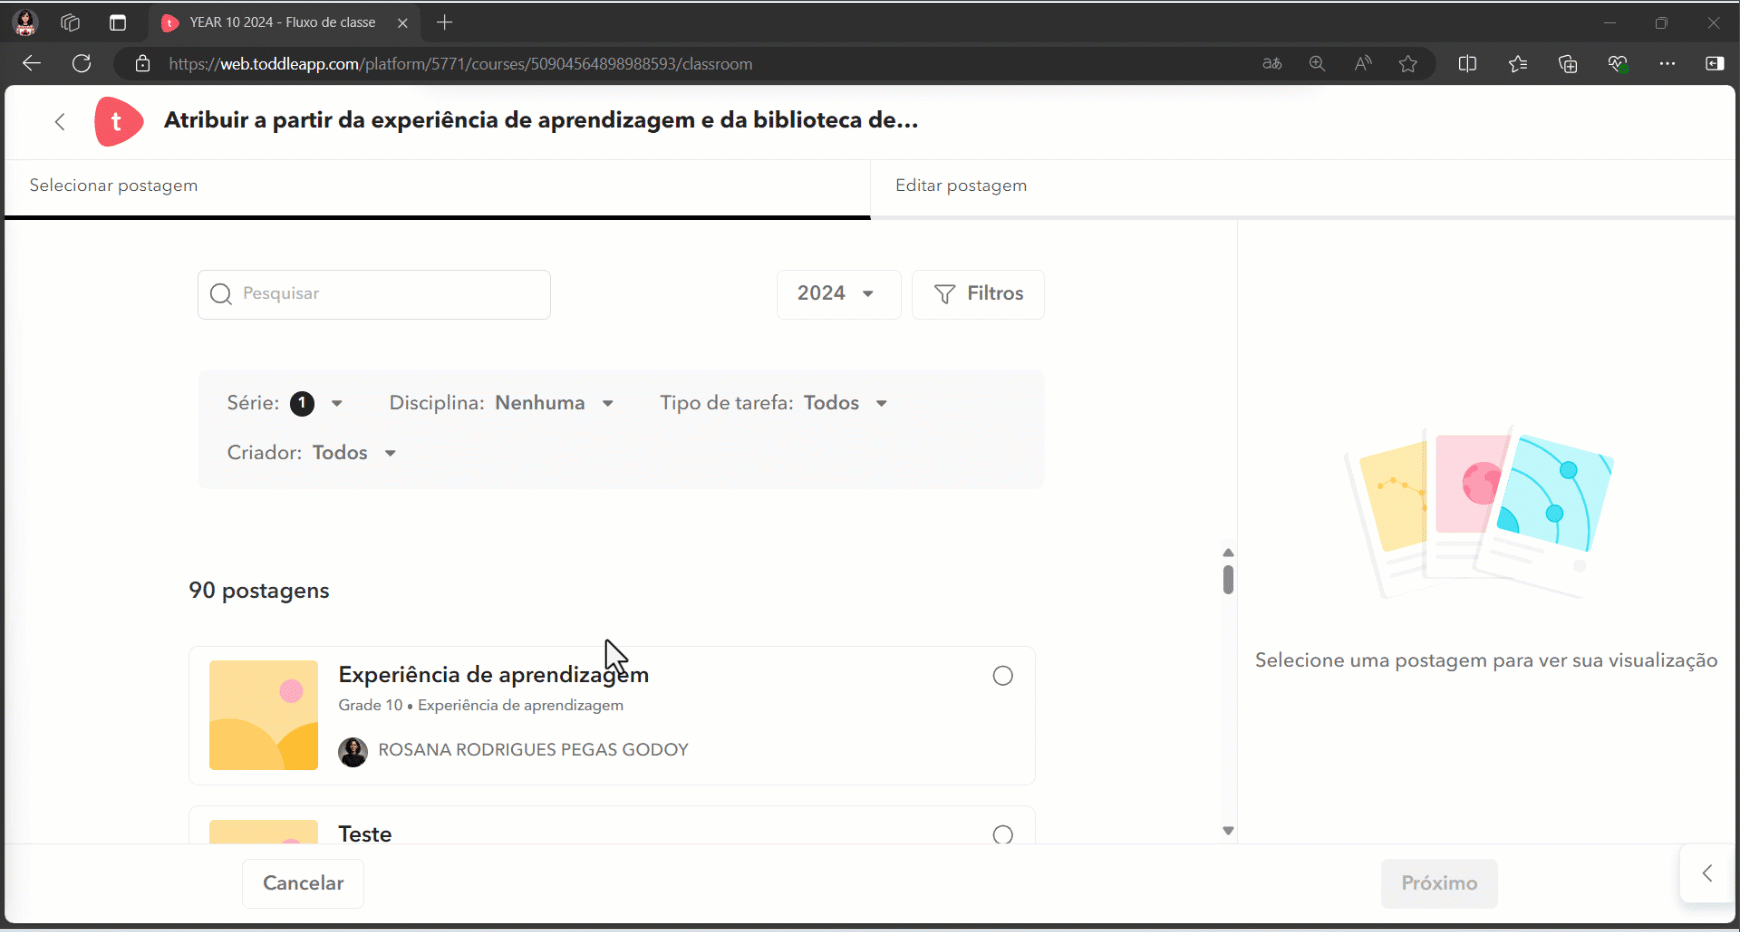 YEAR 10 2024 - Fluxo de classe
https://web.toddleapp.com/platform/5771/courses/50904564898988593/classroom
t Atribuir a partir da experiência de aprendizagem e da biblioteca de...
Selecionar postagem
Editar postagem
Pesquisar
2024
Filtros
Série: 1 Disciplina: Nenhuma Tipo de tarefa: Todos
Criador: Todos
90 postagens
Experiência de aprendizagem
Grade 10 • Experiência de aprendizagem
ROSANA RODRIGUES PEGAS GODOY
Teste
Selecione uma postagem para ver sua visualização
Cancelar
Próximo